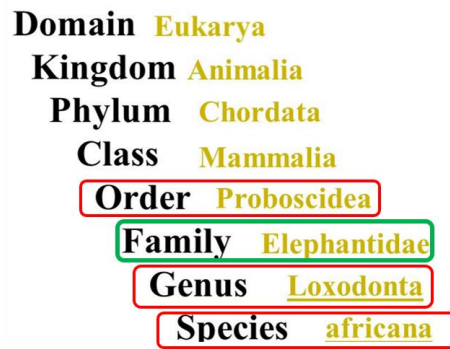 Domain Eukarya
Kingdom Animalia
Phylum Chordata
Class Mammalia
Order Proboscidea
Family Elephantidae
Genus Loxodonta
Species africana